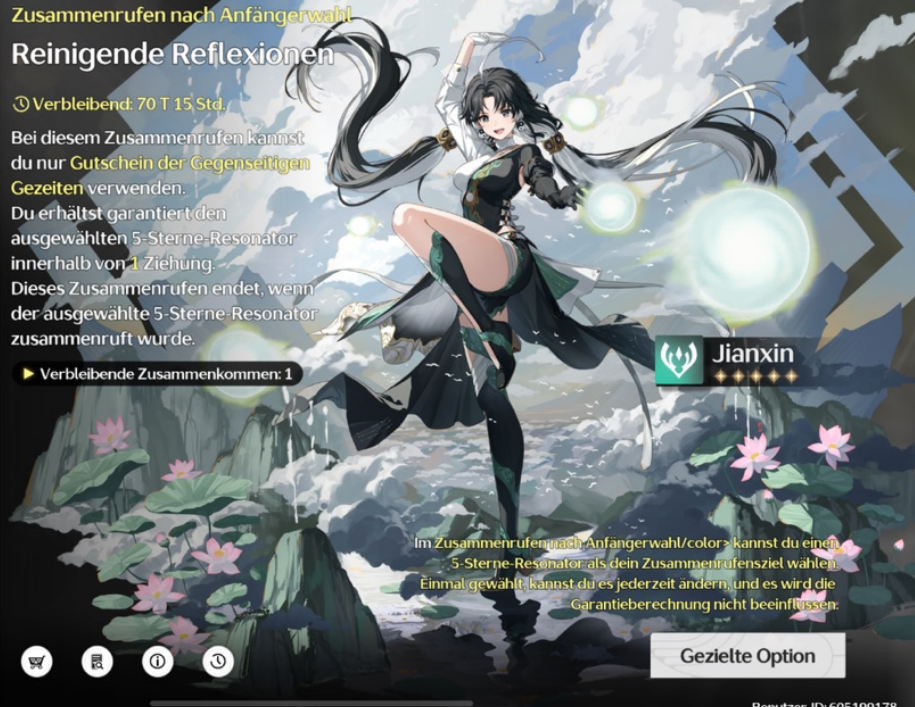 Zusammenrufen nach Anfängerwahl
Reinigende Reflexionen
Verbleibend: 70 T 15 Std.
Bei diesem Zusammenrufen kannst
du nur Gutschein der Gegenseitigen
Gezeiten verwenden.
Du erhältst garantiert den
ausgewählten 5-Sterne-Resonator
innerhalb von 1 Ziehung.
Dieses Zusammenrufen endet, wenn
der ausgewählte 5-Sterne-Resonator
zusammenruft wurde.
Verbleibende Zusammenkommen: 1
Jianxin
Im Zusammenrufen nach Anfängerwahl/color> kannst du einen
5-Sterne-Resonator als dein Zusammenrufensziel wählen.
Einmal gewählt, kannst du es jederzeit ändern, und es wird die
Garantieberechnung nicht beeinflussen.
Gezielte Option
Benutzer-ID: 605199178